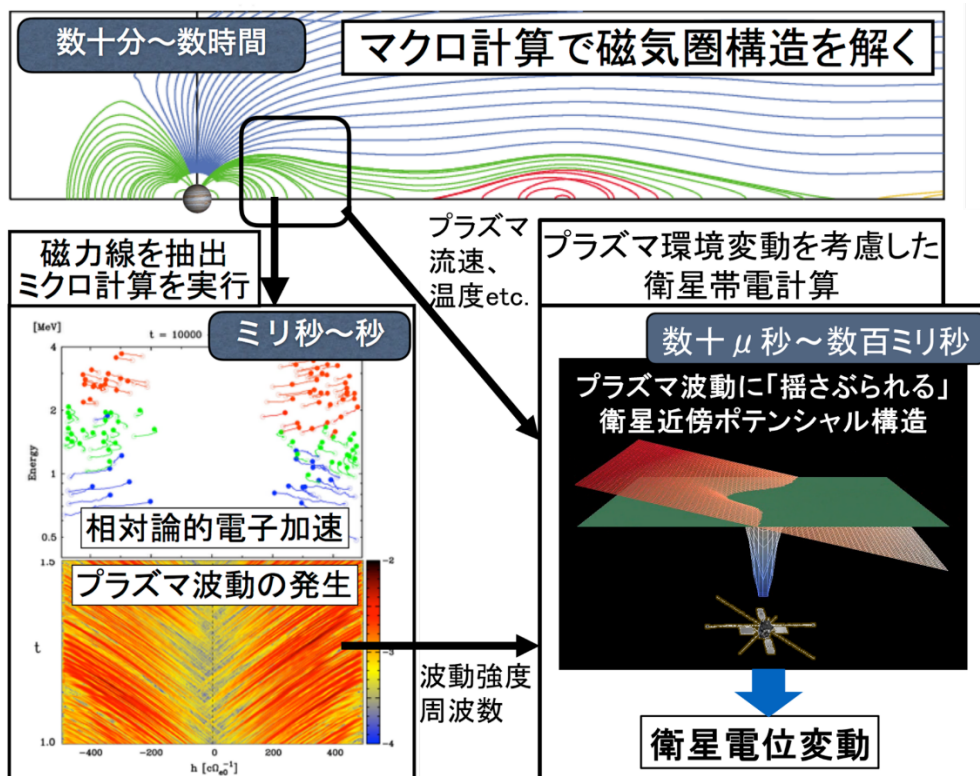 数十分～数時間
マクロ計算で磁気圏構造を解く
磁力線を抽出
ミクロ計算を実行
プラズマ
流速、
温度etc.
プラズマ環境変動を考慮した
衛星帯電計算
[MeV]
t = 10000
ミリ秒～秒
4
2
1
0.5
Energy
相対論的電子加速
プラズマ波動の発生
1.5
t
1.0
-2
-3
-4
-400
-200
0
200
400
h [cΩe0⁻¹]
波動強度
周波数
数十μ秒～数百ミリ秒
プラズマ波動に「揺さぶられる」
衛星近傍ポテンシャル構造
衛星電位変動